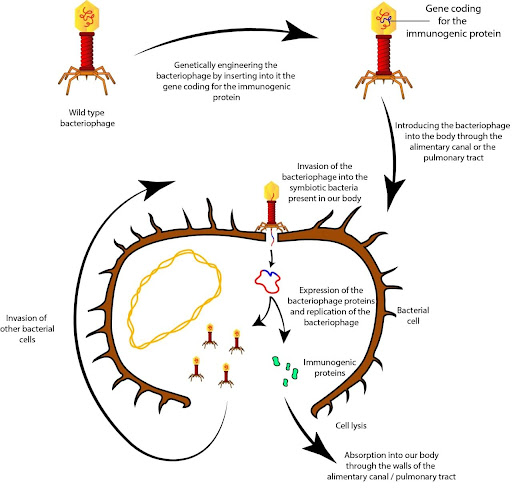 Gene coding
for the
immunogenic protein
Genetically engineering the
bacteriophage by inserting into it the
gene coding for the immunogenic
protein
Wild type
bacteriophage
Introducing the bacteriophage
into the body through the
alimentary canal or the
pulmonary tract
Invasion of the
bacteriophage into the
symbiotic bacteria
present in our body
Expression of the
bacteriophage proteins
and replication of the
bacteriophage
Bacterial
cell
Invasion of
other bacterial
cells
Immunogenic
proteins
Cell lysis
Absorption into our body
through the walls of the
alimentary canal / pulmonary tract